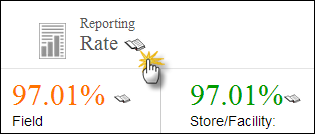 Reporting
Rate
97.01%
Field
97.01%
Store/Facility: